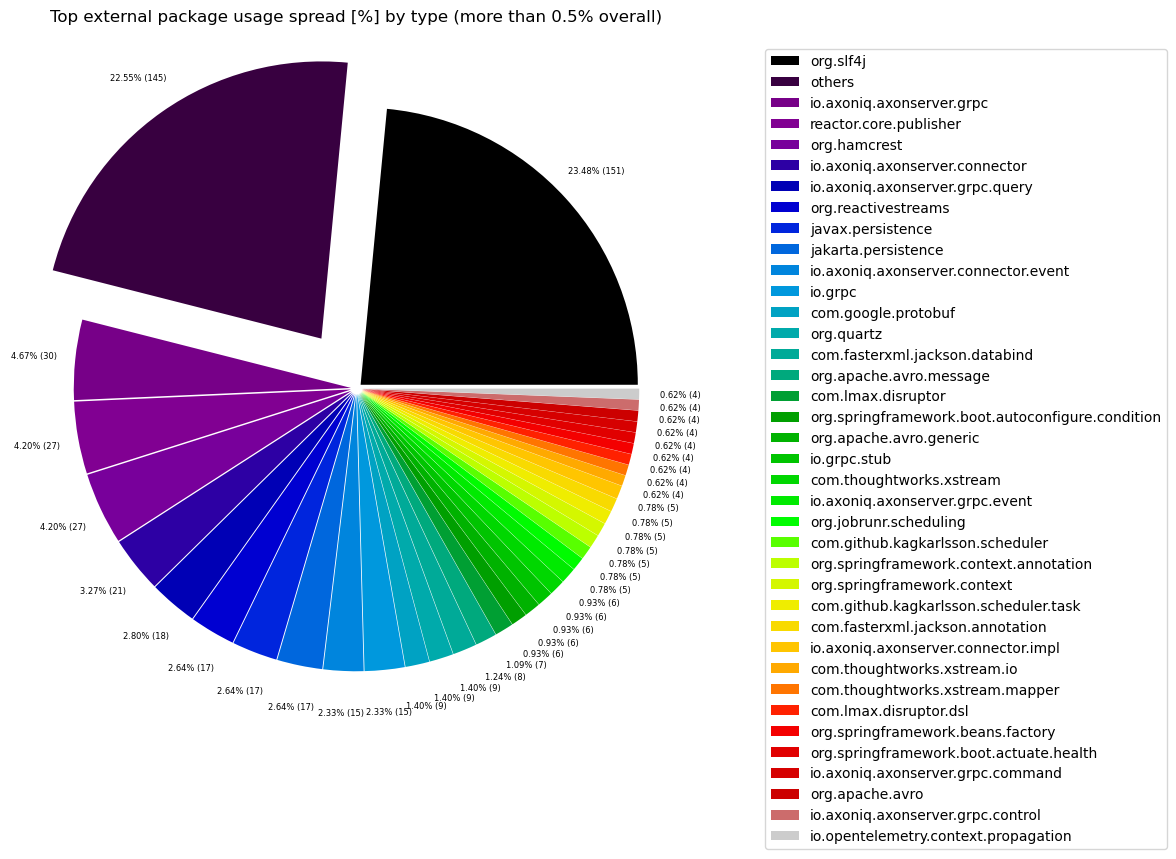 Top external package usage spread [%] by type (more than 0.5% overall)
23.48% (151)
22.55% (145)
4.67% (30)
4.20% (27)
4.20% (27)
3.27% (21)
2.80% (18)
2.64% (17)
2.64% (17)
2.64% (17)
2.33% (15)
2.33% (15)
1.40% (9)
1.40% (9)
1.40% (9)
1.24% (8)
1.09% (7)
0.93% (6)
0.93% (6)
0.93% (6)
0.93% (6)
0.93% (6)
0.78% (5)
0.78% (5)
0.78% (5)
0.78% (5)
0.78% (5)
0.78% (5)
0.78% (5)
0.62% (4)
0.62% (4)
0.62% (4)
0.62% (4)
0.62% (4)
0.62% (4)
0.62% (4)
0.62% (4)
0.62% (4)
org.slf4j
others
io.axoniq.axonserver.grpc
reactor.core.publisher
org.hamcrest
io.axoniq.axonserver.connector
io.axoniq.axonserver.grpc.query
org.reactivestreams
javax.persistence
jakarta.persistence
io.axoniq.axonserver.connector.event
io.grpc
com.google.protobuf
org.quartz
com.fasterxml.jackson.databind
org.apache.avro.message
com.lmax.disruptor
org.springframework.boot.autoconfigure.condition
org.apache.avro.generic
io.grpc.stub
com.thoughtworks.xstream
io.axoniq.axonserver.grpc.event
org.jobrunr.scheduling
com.github.kagkarlsson.scheduler
org.springframework.context.annotation
org.springframework.context
com.github.kagkarlsson.scheduler.task
com.fasterxml.jackson.annotation
io.axoniq.axonserver.connector.impl
com.thoughtworks.xstream.io
com.thoughtworks.xstream.mapper
com.lmax.disruptor.dsl
org.springframework.beans.factory
org.springframework.boot.actuate.health
io.axoniq.axonserver.grpc.command
org.apache.avro
io.axoniq.axonserver.grpc.control
io.opentelemetry.context.propagation